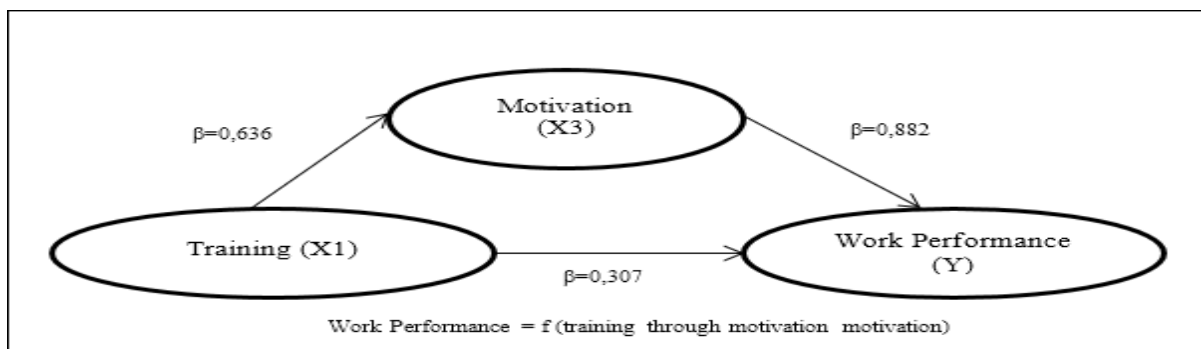 Motivation
(X3)
β=0,636
β=0,882
Training (X1)
Work Performance
(Y)
β=0,307
Work Performance = f (training through motivation motivation)